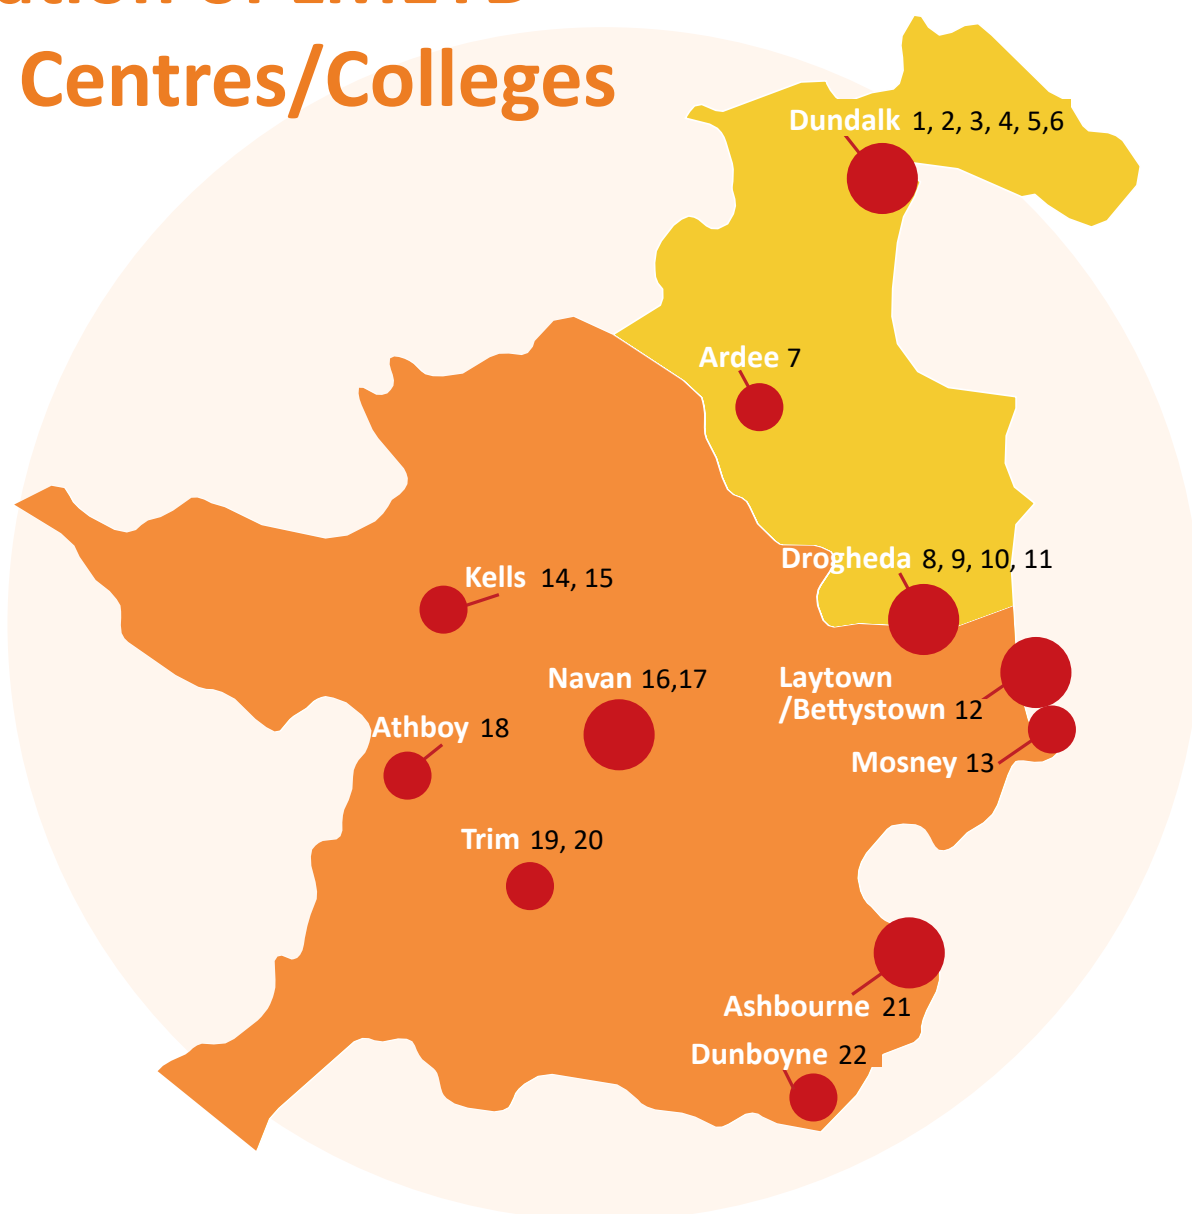 Centres/Colleges
Dundalk 1, 2, 3, 4, 5,6
Ardee 7
Drogheda 8, 9, 10, 11
Kells 14, 15
Navan 16,17
Laytown
/Bettystown 12
Athboy 18
Mosney 13
Trim 19, 20
Ashbourne 21
Dunboyne 22